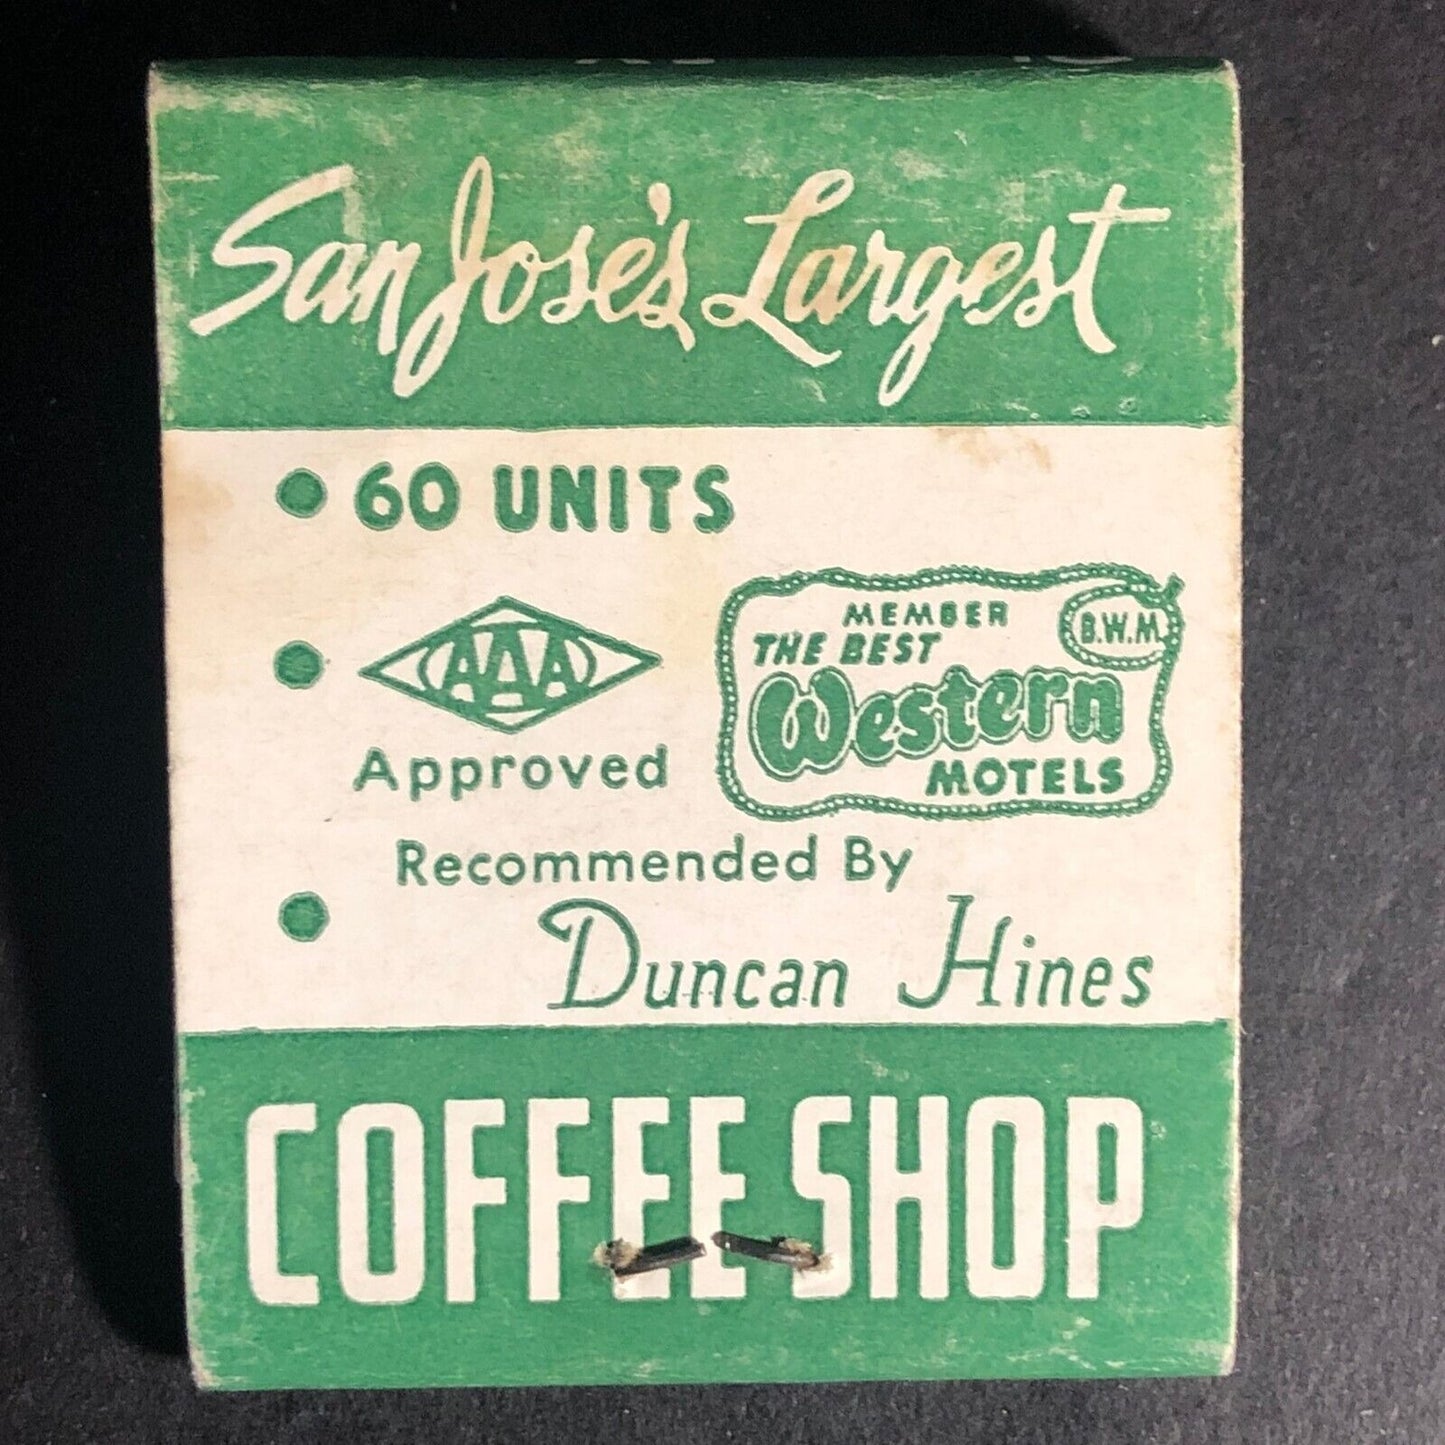 San Jose's Largest
• 60 UNITS
• AAA
Approved
MEMBER
THE BEST
B.W.M.
Western
MOTELS
Recommended By
• Duncan Hines
COFFEE SHOP